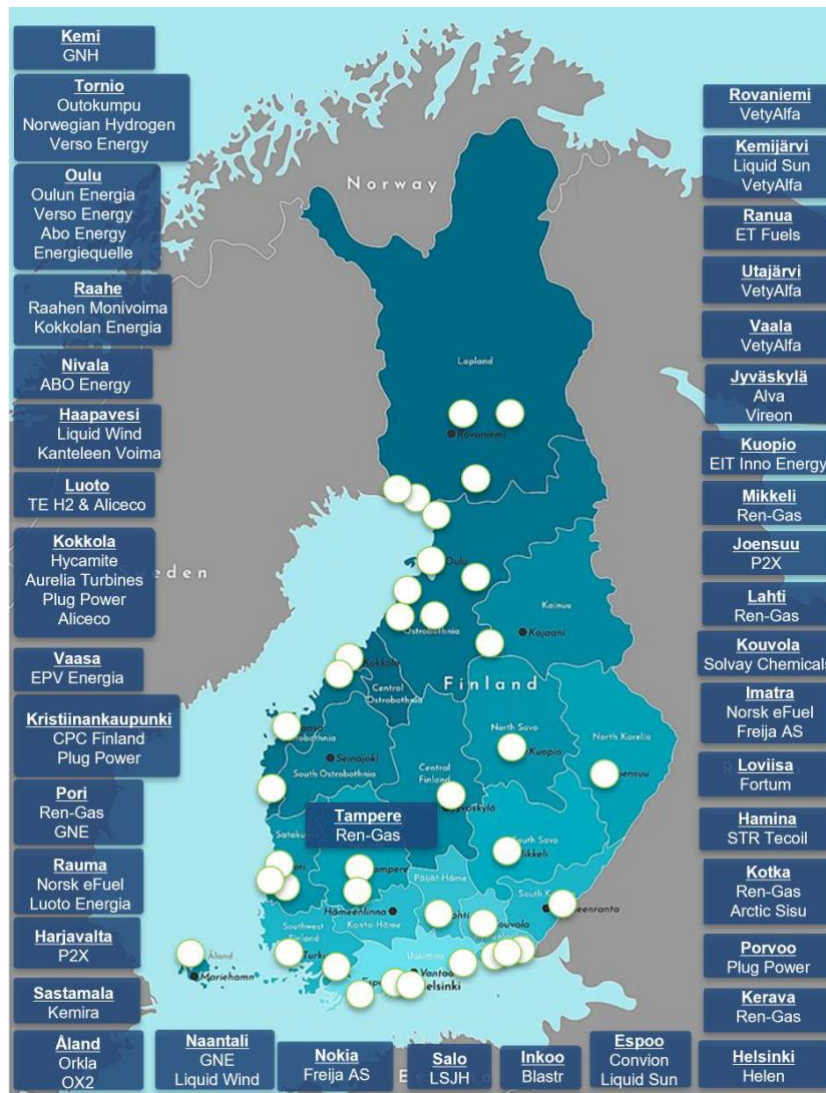 Kemi
GNH
Tornio
Outokumpu
Norwegian Hydrogen
Verso Energy
Oulu
Oulun Energia
Verso Energy
Abo Energy
Energiequelle
Raahe
Raahen Monivoima
Kokkolan Energia
Nivala
ABO Energy
Haapavesi
Liquid Wind
Kanteleen Voima
Luoto
TE H2 & Aliceco
Kokkola
Hycamite
Aurelia Turbines
Plug Power
Aliceco
Vaasa
EPV Energia
Kristiinankaupunki
CPC Finland
Plug Power
Pori
Ren-Gas
GNE
Rauma
Norsk eFuel
Luoto Energia
Harjavalta
P2X
Sastamala
Kemira
Åland
Orkla
OX2
Norway
Lapland
Rovaniemi
Oulu
Ostrobothnia
Kainuu
Kajaani
Kokkola
Central
Ostrobothnia
Finland
North Savo
Kuopio
North Karelia
Seinäjoki
South Ostrobothnia
Central
Finland
Tampere
Ren-Gas
South Savo
Päijät-Häme
Hämeenlinna
Kanta-Häme
Southwest
Finland
Uusimaa
Vantaa
Helsinki
Åland
Mariehamn
Naantali
GNE
Liquid Wind
Nokia
Freija AS
Salo
LSJH
Inkoo
Blastr
Espoo
Convion
Liquid Sun
Rovaniemi
VetyAlfa
Kemijärvi
Liquid Sun
VetyAlfa
Ranua
ET Fuels
Utajärvi
VetyAlfa
Vaala
VetyAlfa
Jyväskylä
Alva
Vireon
Kuopio
EIT Inno Energy
Mikkeli
Ren-Gas
Joensuu
P2X
Lahti
Ren-Gas
Kouvola
Solvay Chemicals
Imatra
Norsk eFuel
Freija AS
Loviisa
Fortum
Hamina
STR Tecoil
Kotka
Ren-Gas
Arctic Sisu
Porvoo
Plug Power
Kerava
Ren-Gas
Helsinki
Helen